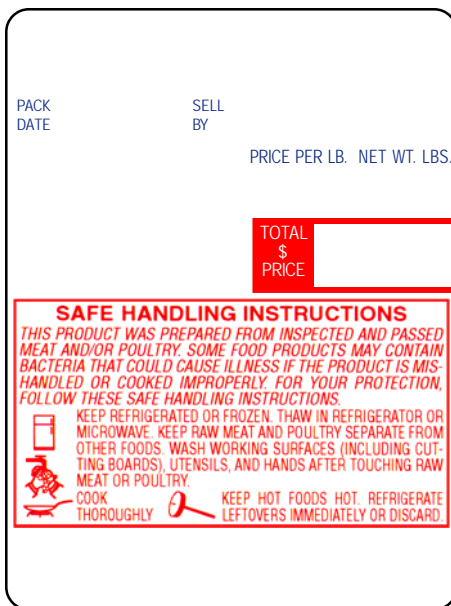 PACK DATE
SELL BY
PRICE PER LB. NET WT. LBS.
TOTAL
$
PRICE
SAFE HANDLING INSTRUCTIONS
THIS PRODUCT WAS PREPARED FROM INSPECTED AND PASSED
MEAT AND/OR POULTRY. SOME FOOD PRODUCTS MAY CONTAIN
BACTERIA THAT COULD CAUSE ILLNESS IF THE PRODUCT IS MIS-
HANDLED OR COOKED IMPROPERLY. FOR YOUR PROTECTION,
FOLLOW THESE SAFE HANDLING INSTRUCTIONS.
KEEP REFRIGERATED OR FROZEN. THAW IN REFRIGERATOR OR
MICROWAVE. KEEP RAW MEAT AND POULTRY SEPARATE FROM
OTHER FOODS. WASH WORKING SURFACES (INCLUDING CUT-
TING BOARDS), UTENSILS, AND HANDS AFTER TOUCHING RAW
MEAT OR POULTRY.
COOK
THOROUGHLY
KEEP HOT FOODS HOT. REFRIGERATE
LEFTOVERS IMMEDIATELY OR DISCARD.